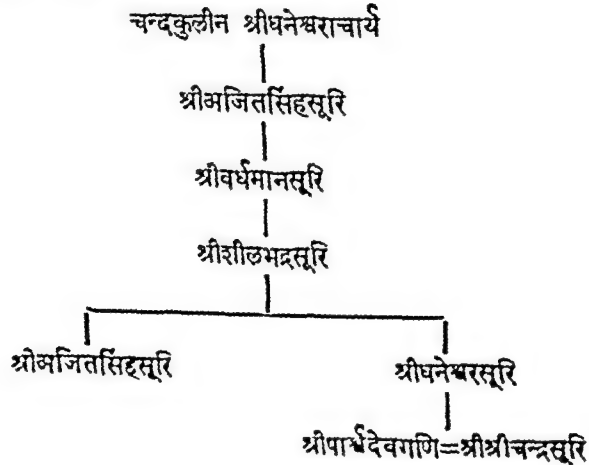 चन्दकुलीन श्रीधनेश्वराचार्य
श्रीअजितसिंहसूरि
श्रीवर्धमानसूरि
श्रीशीलभद्रसूरि
श्रीअजितसिंहसूरि श्रीधनेश्वरसूरि
श्रीपार्श्वदेवगणि=श्रीश्रीचन्द्रसूरि